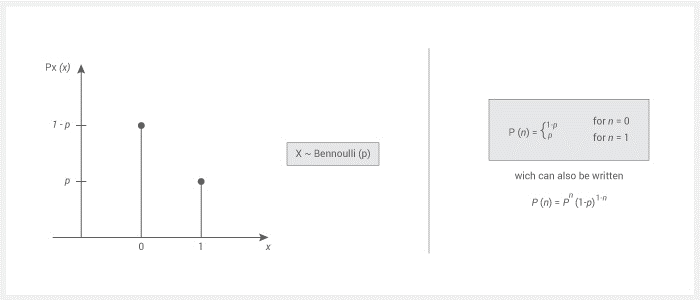 Px (x)
1 - p
p
0
1
x
X ~ Bennoulli (p)
P (n) = { 1-p for n = 0
p for n = 1
wich can also be written
P (n) = P^n (1-p)^1-n